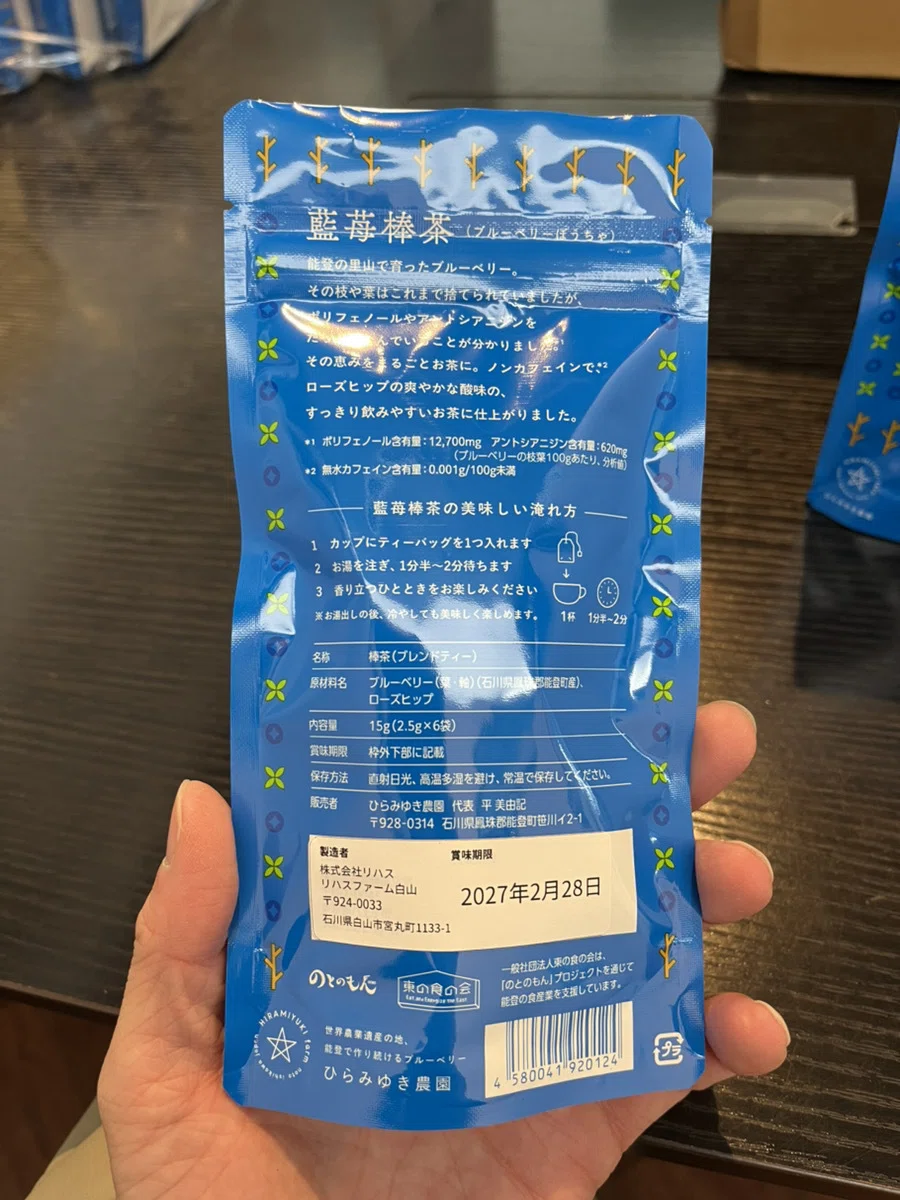 藍苺棒茶(ブルーベリーぼうちゃ)
能登の里山で育ったブルーベリー。
その枝や葉はこれまで捨てられていましたが、
ポリフェノールやアントシアニジンを
んでいることが分かりました。*1
その恵みをまるごとお茶に。ノンカフェインで、*2
ローズヒップの爽やかな酸味の、
すっきり飲みやすいお茶に仕上がりました。
*1 ポリフェノール含有量:12,700mg アントシアニジン含有量:620mg
(ブルーベリーの枝葉100gあたり、分析値)
*2 無水カフェイン含有量:0.001g/100g未満
藍苺棒茶の美味しい淹れ方
1 カップにティーバッグを1つ入れます
2 お湯を注ぎ、1分半〜2分待ちます
3 香り立つひとときをお楽しみください
※お湯出しの後、冷やしても美味しく楽しめます。
1杯 1分半~2分
名称 棒茶(ブレンドティー)
原材料名 ブルーベリー(葉・軸)(石川県鳳珠郡能登町産)、
ローズヒップ
内容量 15g(2.5g×6袋)
賞味期限 枠外下部に記載
保存方法 直射日光、高温多湿を避け、常温で保存してください。
販売者 ひらみゆき農園 代表 平 美由記
〒928-0314 石川県鳳珠郡能登町笹川イ2-1
製造者 賞味期限
株式会社リハス
リハスファーム白山
〒924-0033
石川県白山市宮丸町1133-1
2027年2月28日
のとのもん
東の食の会
Eat and Energize the East
一般社団法人東の食の会は、
「のとのもん」プロジェクトを通じて
能登の食産業を支援しています。
HIRAMIYUKI farm noto ishikawa japan
世界農業遺産の地、
能登で作り続けるブルーベリー
ひらみゆき農園
4 580041 920124
プラ